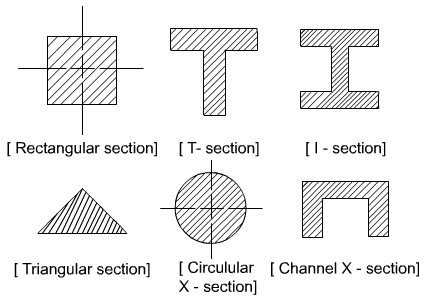 [ Rectangular section]
[ T- section]
[ I - section]
[ Triangular section]
[ Circulular
X - section]
[ Channel X - section]